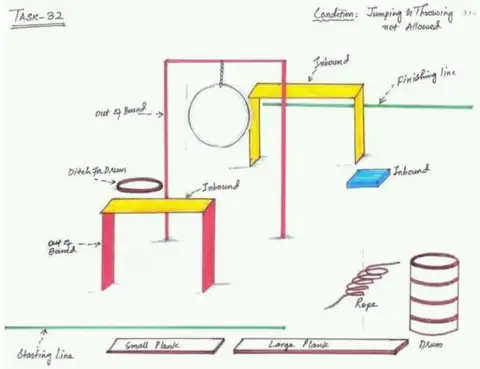 TASK-32
Condition: Jumping & Throwing
not Allowed
Inbound
Finishing line
Out of Bound
Ditch for Drum
Inbound
Inbound
Out of
Bound
Rope
Starting Line
Small Plank
Large Plank
Drum